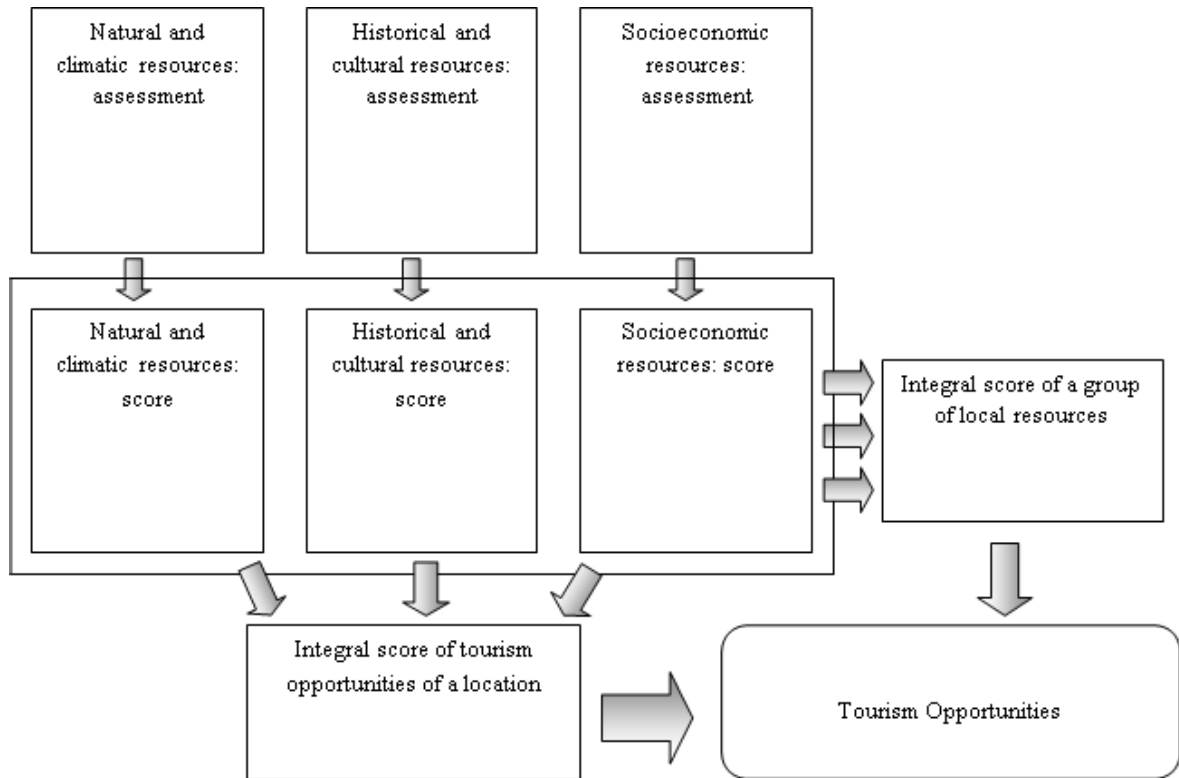 Natural and
climatic resources:
assessment
Historical and
cultural resources:
assessment
Socioeconomic
resources:
assessment
Natural and
climatic resources:
score
Historical and
cultural resources:
score
Socioeconomic
resources: score
Integral score of a group
of local resources
Integral score of tourism
opportunities of a location
Tourism Opportunities